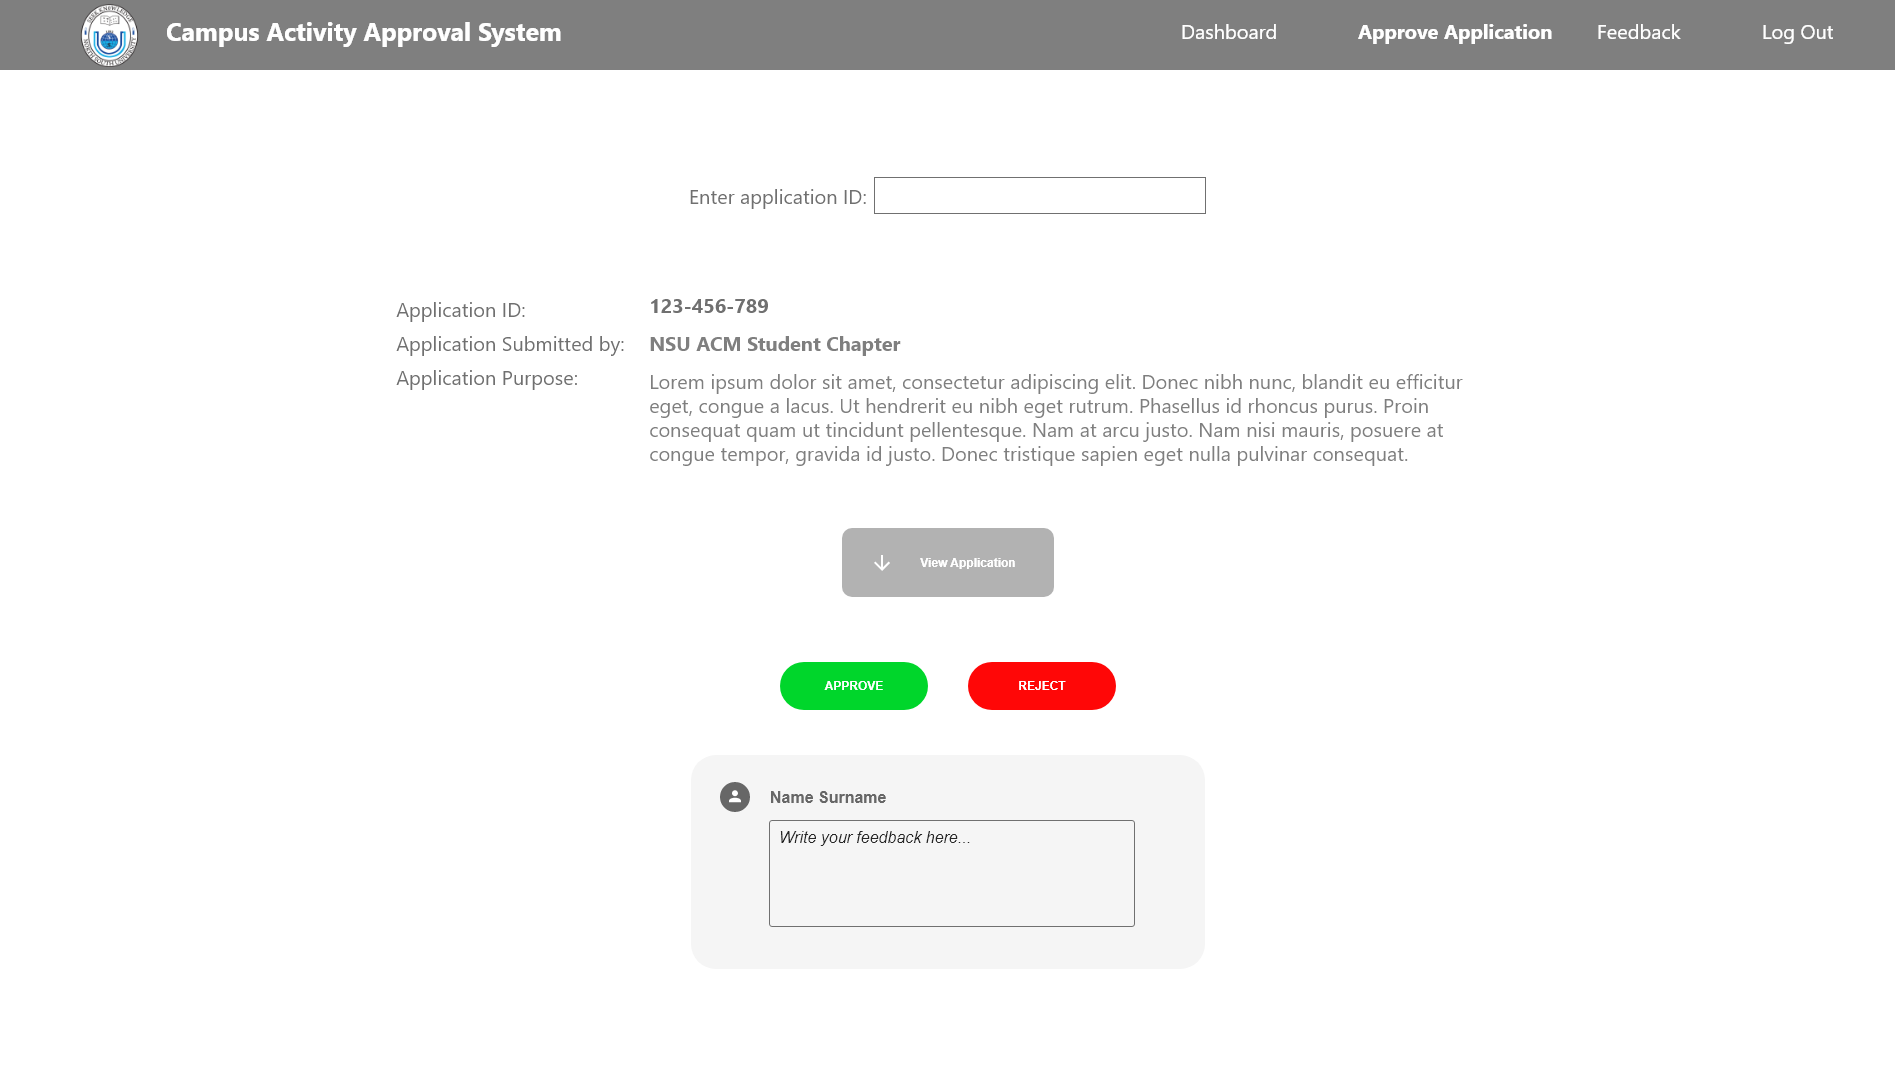 Campus Activity Approval System
Dashboard
Approve Application
Feedback
Log Out
Enter application ID:
Application ID:
123-456-789
Application Submitted by:
NSU ACM Student Chapter
Application Purpose:
Lorem ipsum dolor sit amet, consectetur adipiscing elit. Donec nibh nunc, blandit eu efficitur
eget, congue a lacus. Ut hendrerit eu nibh eget rutrum. Phasellus id rhoncus purus. Proin
consequat quam ut tincidunt pellentesque. Nam at arcu justo. Nam nisi mauris, posuere at
congue tempor, gravida id justo. Donec tristique sapien eget nulla pulvinar consequat.
View Application
APPROVE
REJECT
Name Surname
Write your feedback here...